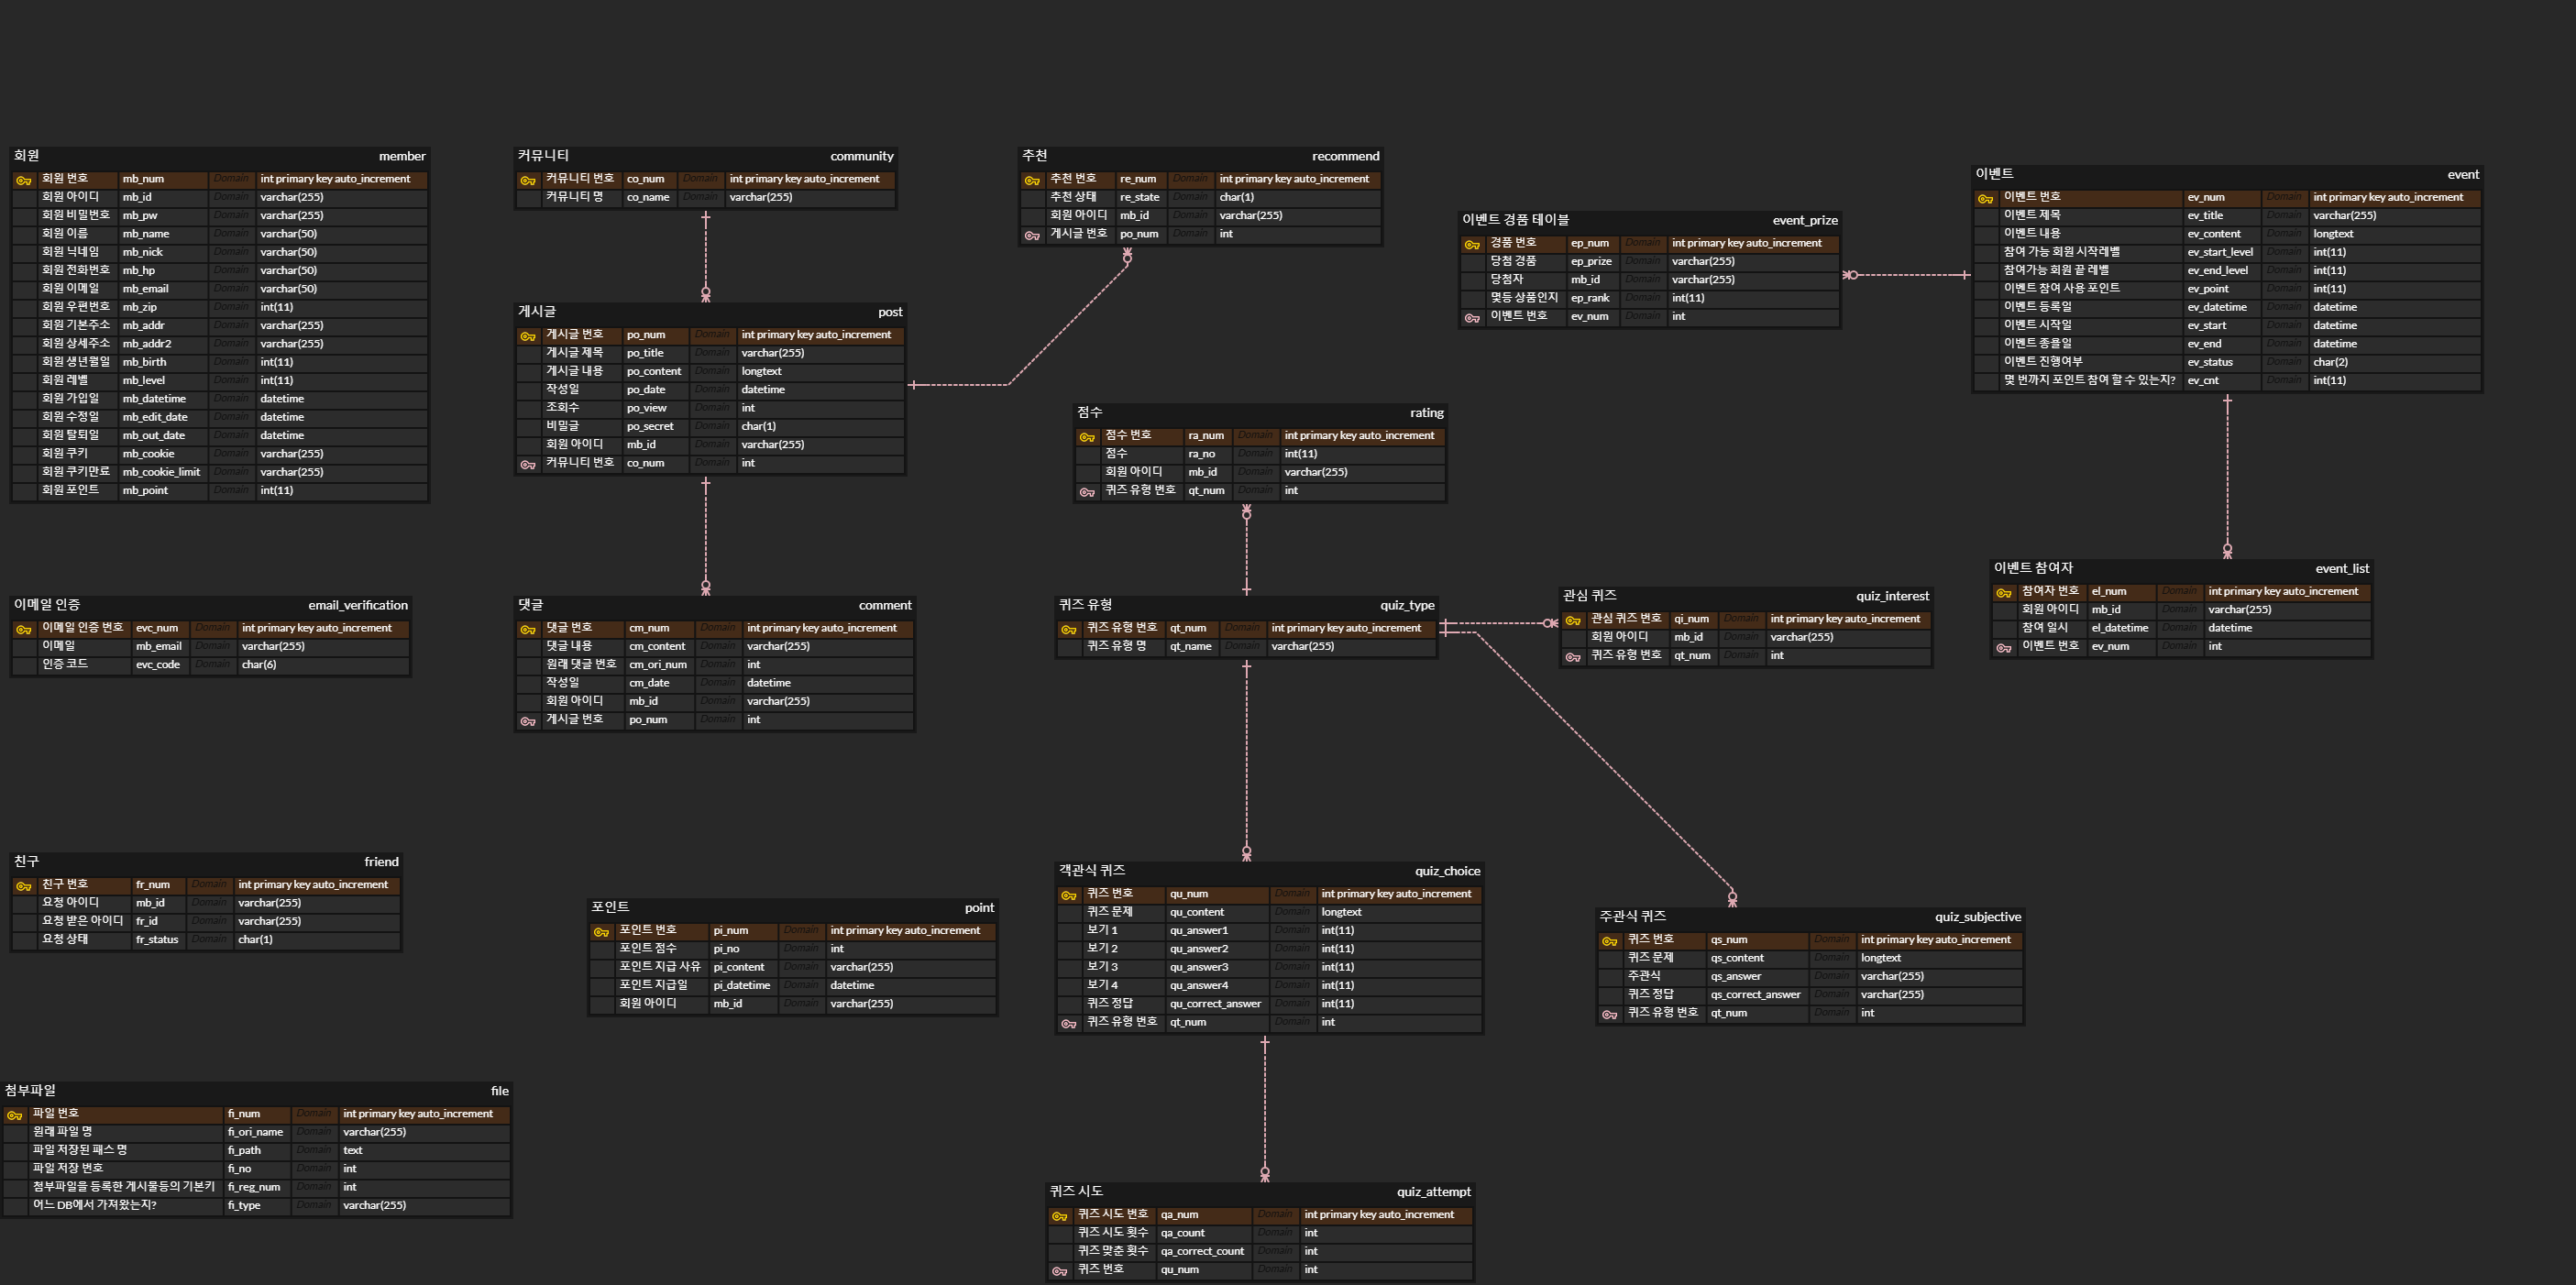 회원 member
회원 번호 mb_num Domain int primary key auto_increment
회원 아이디 mb_id Domain varchar(255)
회원 비밀번호 mb_pw Domain varchar(255)
회원 이름 mb_name Domain varchar(50)
회원 닉네임 mb_nick Domain varchar(50)
회원 전화번호 mb_hp Domain varchar(50)
회원 이메일 mb_email Domain varchar(50)
회원 우편번호 mb_zip Domain int(11)
회원 기본주소 mb_addr Domain varchar(255)
회원 상세주소 mb_addr2 Domain varchar(255)
회원 생년월일 mb_birth Domain int(11)
회원 레벨 mb_level Domain int(11)
회원 가입일 mb_datetime Domain datetime
회원 수정일 mb_edit_date Domain datetime
회원 탈퇴일 mb_out_date Domain datetime
회원 쿠키 mb_cookie Domain varchar(255)
회원 쿠키만료 mb_cookie_limit Domain varchar(255)
회원 포인트 mb_point Domain int(11)
커뮤니티 community
커뮤니티 번호 co_num Domain int primary key auto_increment
커뮤니티 명 co_name Domain varchar(255)
추천 recommend
추천 번호 re_num Domain int primary key auto_increment
추천 상태 re_state Domain char(1)
회원 아이디 mb_id Domain varchar(255)
게시글 번호 po_num Domain int
이벤트 경품 테이블 event_prize
경품 번호 ep_num Domain int primary key auto_increment
당첨 경품 ep_prize Domain varchar(255)
당첨자 mb_id Domain varchar(255)
몇등 상품인지 ep_rank Domain int(11)
이벤트 번호 ev_num Domain int
이벤트 event
이벤트 번호 ev_num Domain int primary key auto_increment
이벤트 제목 ev_title Domain varchar(255)
이벤트 내용 ev_content Domain longtext
참여 가능 회원 시작레벨 ev_start_level Domain int(11)
참여가능 회원 끝 레벨 ev_end_level Domain int(11)
이벤트 참여 사용 포인트 ev_point Domain int(11)
이벤트 등록일 ev_datetime Domain datetime
이벤트 시작일 ev_start Domain datetime
이벤트 종욜일 ev_end Domain datetime
이벤트 진행여부 ev_status Domain char(2)
몇 번까지 포인트 참여 할 수 있는지? ev_cnt Domain int(11)
게시글 post
게시글 번호 po_num Domain int primary key auto_increment
게시글 제목 po_title Domain varchar(255)
게시글 내용 po_content Domain longtext
작성일 po_date Domain datetime
조회수 po_view Domain int
비밀글 po_secret Domain char(1)
회원 아이디 mb_id Domain varchar(255)
커뮤니티 번호 co_num Domain int
점수 rating
점수 번호 ra_num Domain int primary key auto_increment
점수 ra_no Domain int(11)
회원 아이디 mb_id Domain varchar(255)
퀴즈 유형 번호 qt_num Domain int
이메일 인증 email_verification
이메일 인증 번호 evc_num Domain int primary key auto_increment
이메일 mb_email Domain varchar(255)
인증 코드 evc_code Domain char(6)
댓글 comment
댓글 번호 cm_num Domain int primary key auto_increment
댓글 내용 cm_content Domain varchar(255)
원래 댓글 번호 cm_ori_num Domain int
작성일 cm_date Domain datetime
회원 아이디 mb_id Domain varchar(255)
게시글 번호 po_num Domain int
퀴즈 유형 quiz_type
퀴즈 유형 번호 qt_num Domain int primary key auto_increment
퀴즈 유형 명 qt_name Domain varchar(255)
관심 퀴즈 quiz_interest
관심 퀴즈 번호 qi_num Domain int primary key auto_increment
회원 아이디 mb_id Domain varchar(255)
퀴즈 유형 번호 qt_num Domain int
이벤트 참여자 event_list
참여자 번호 el_num Domain int primary key auto_increment
회원 아이디 mb_id Domain varchar(255)
참여 일시 el_datetime Domain datetime
이벤트 번호 ev_num Domain int
친구 friend
친구 번호 fr_num Domain int primary key auto_increment
요청 아이디 mb_id Domain varchar(255)
요청 받은 아이디 fr_id Domain varchar(255)
요청 상태 fr_status Domain char(1)
포인트 point
포인트 번호 pi_num Domain int primary key auto_increment
포인트 점수 pi_no Domain int
포인트 지급 사유 pi_content Domain varchar(255)
포인트 지급일 pi_datetime Domain datetime
회원 아이디 mb_id Domain varchar(255)
객관식 퀴즈 quiz_choice
퀴즈 번호 qu_num Domain int primary key auto_increment
퀴즈 문제 qu_content Domain longtext
보기 1 qu_answer1 Domain int(11)
보기 2 qu_answer2 Domain int(11)
보기 3 qu_answer3 Domain int(11)
보기 4 qu_answer4 Domain int(11)
퀴즈 정답 qu_correct_answer Domain int(11)
퀴즈 유형 번호 qt_num Domain int
주관식 퀴즈 quiz_subjective
퀴즈 번호 qs_num Domain int primary key auto_increment
퀴즈 문제 qs_content Domain longtext
주관식 qs_answer Domain varchar(255)
퀴즈 정답 qs_correct_answer Domain varchar(255)
퀴즈 유형 번호 qt_num Domain int
첨부파일 file
파일 번호 fi_num Domain int primary key auto_increment
원래 파일 명 fi_ori_name Domain varchar(255)
파일 저장된 패스 명 fi_path Domain text
파일 저장 번호 fi_no Domain int
첨부파일을 등록한 게시물등의 기본키 fi_reg_num Domain int
어느 DB에서 가져왔는지? fi_type Domain varchar(255)
퀴즈 시도 quiz_attempt
퀴즈 시도 번호 qa_num Domain int primary key auto_increment
퀴즈 시도 횟수 qa_count Domain int
퀴즈 맞춘 횟수 qa_correct_count Domain int
퀴즈 번호 qu_num Domain int